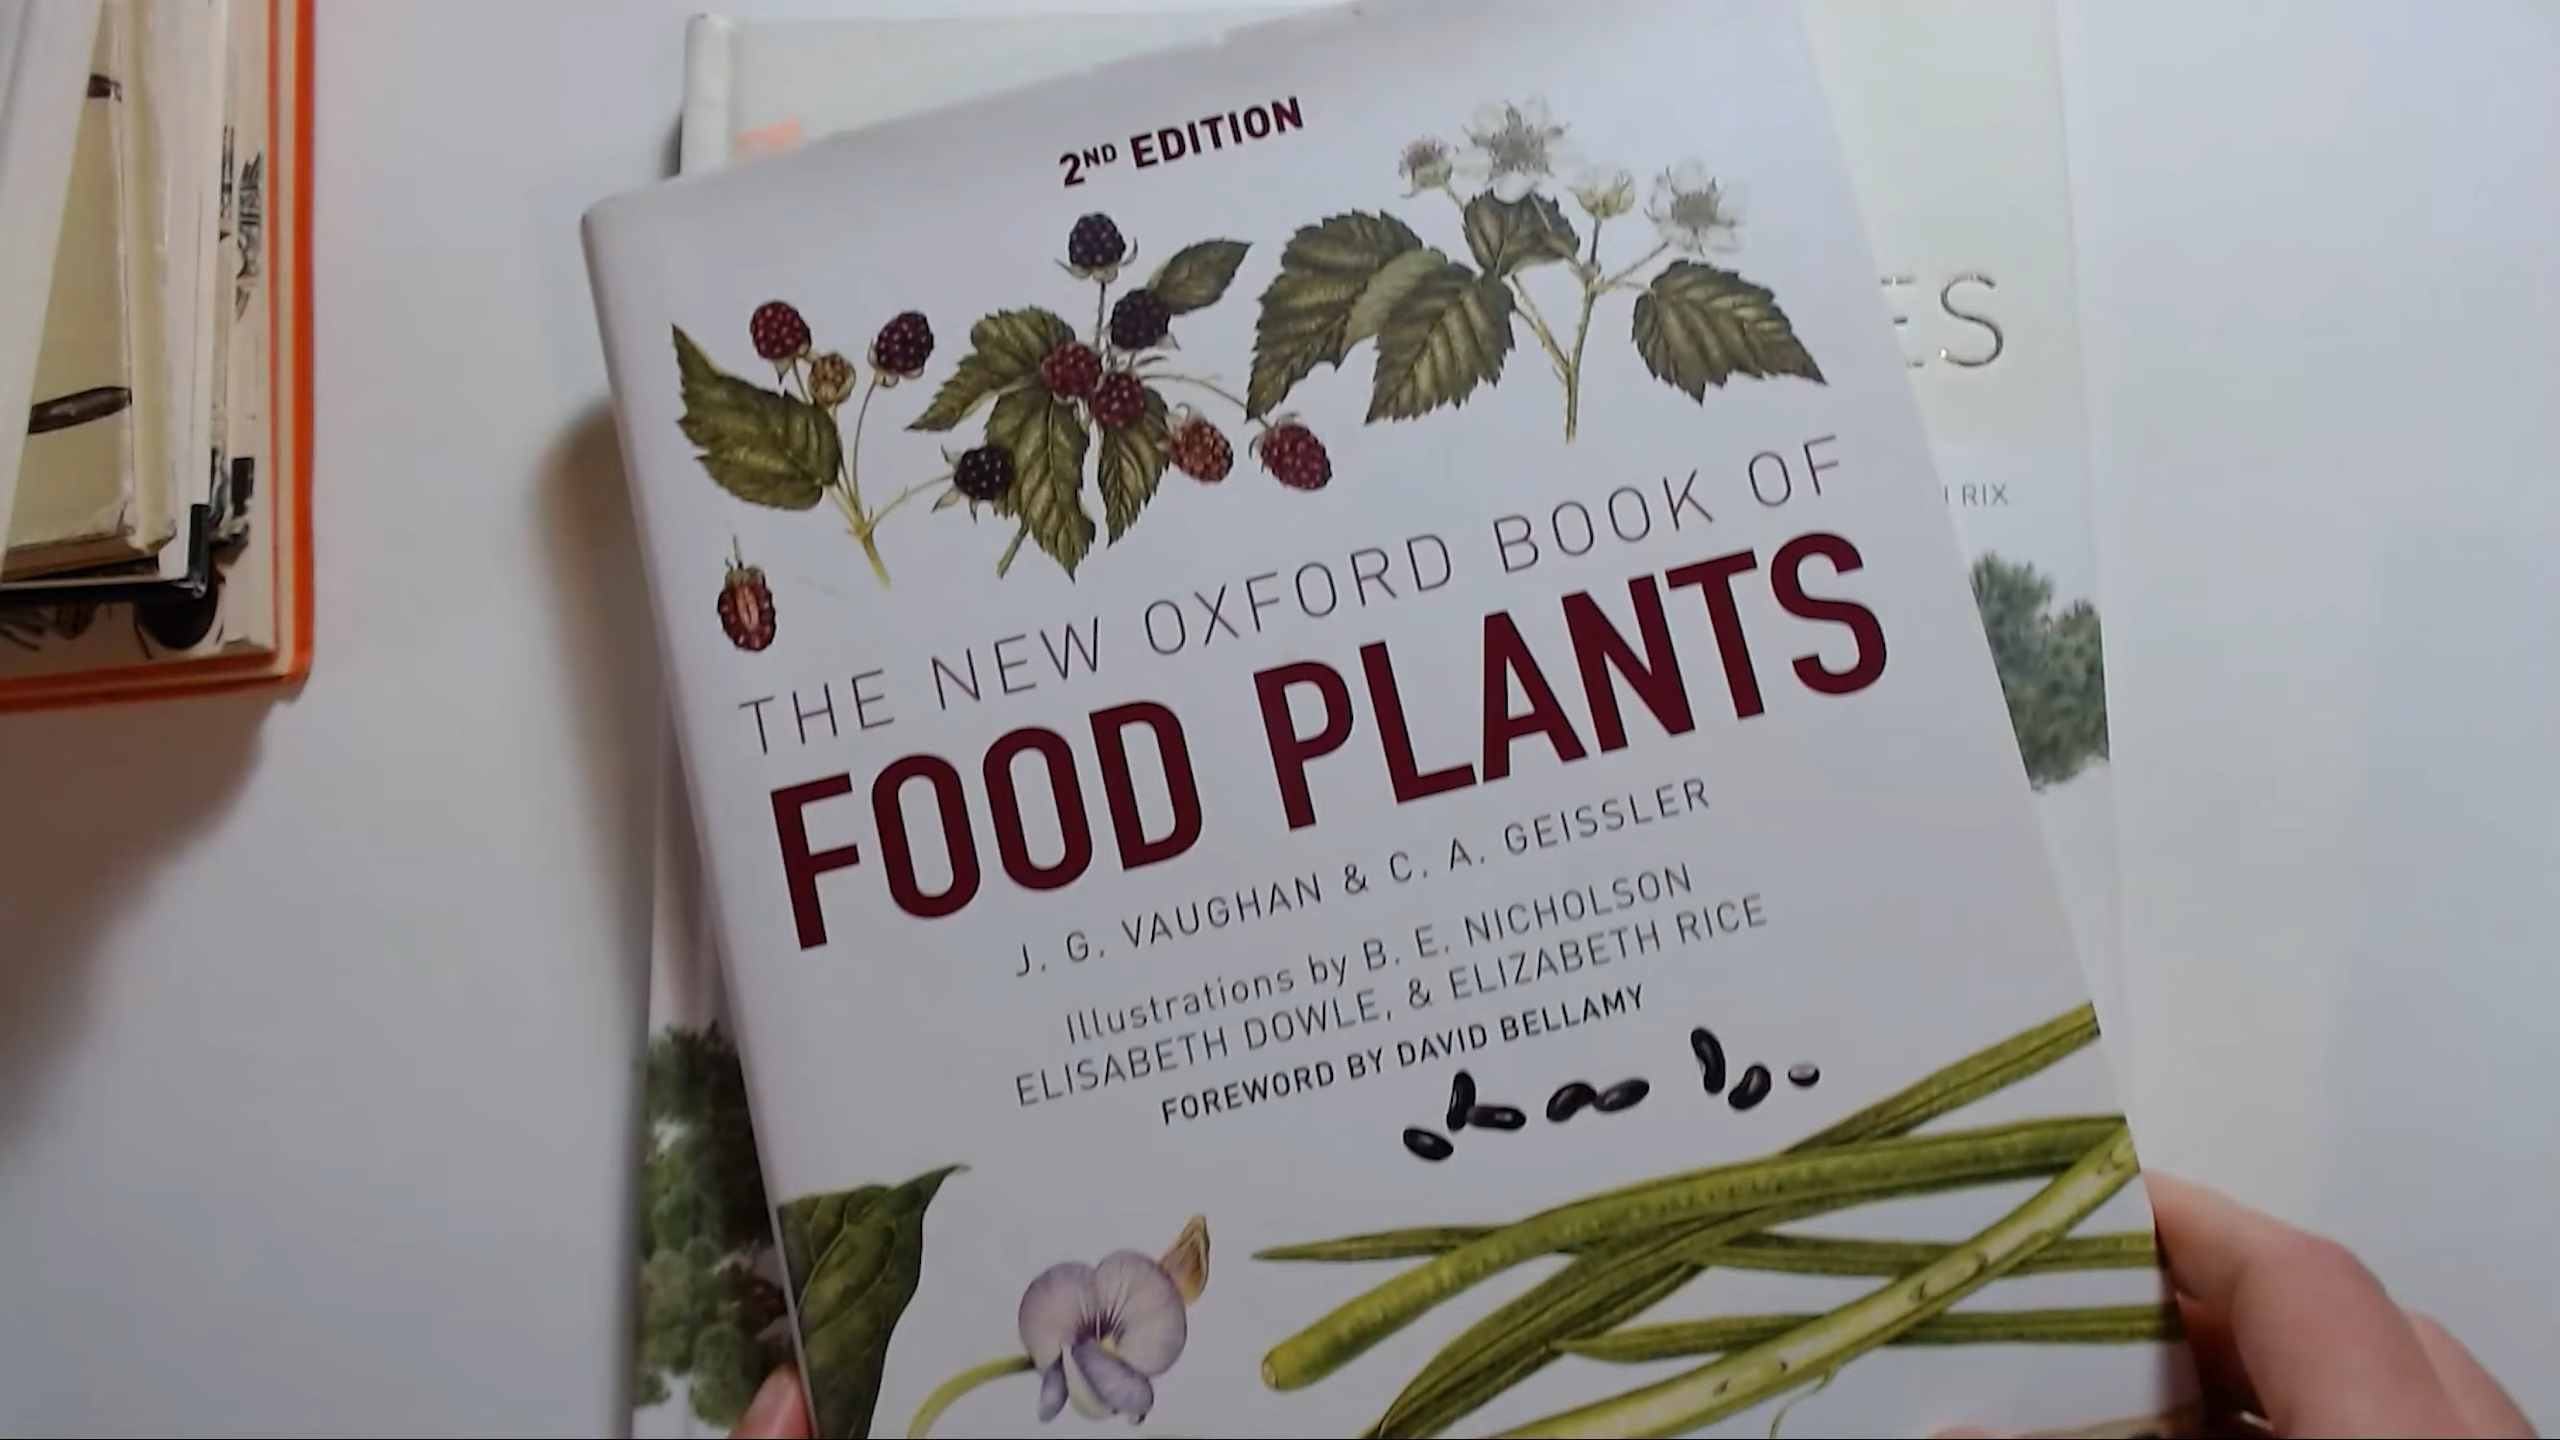 2ND EDITION
THE NEW OXFORD BOOK OF
FOOD PLANTS
J. G. VAUGHAN & C. A. GEISSLER
Illustrations by B. E. NICHOLSON
ELISABETH DOWLE, & ELIZABETH RICE
FOREWORD BY DAVID BELLAMY
RIX